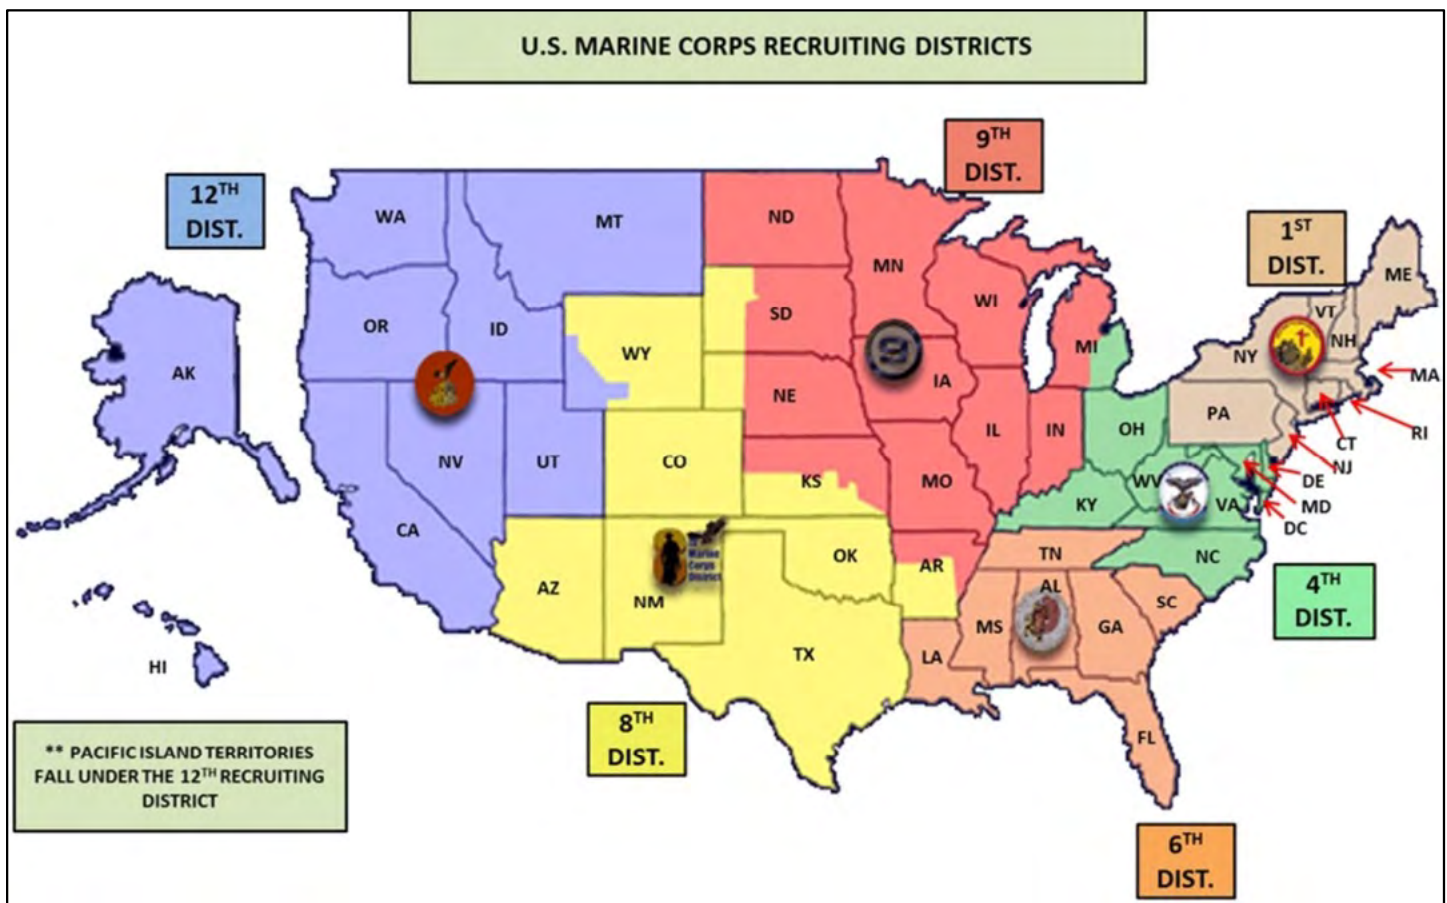 U.S. MARINE CORPS RECRUITING DISTRICTS
9TH
DIST.
12TH
DIST.
1ST
DIST.
WA
MT
ND
MN
ME
VT
OR
ID
SD
WI
NH
NY
MI
MA
AK
WY
IA
NE
PA
OH
IL
IN
RI
CT
NJ
NV
UT
CO
KS
MO
WV
DE
KY
VA
MD
CA
DC
TN
NC
OK
AR
Marine
Corps
District
AZ
NM
AL
SC
4TH
DIST.
MS
GA
HI
TX
LA
8TH
DIST.
FL
** PACIFIC ISLAND TERRITORIES
FALL UNDER THE 12TH RECRUITING
DISTRICT
6TH
DIST.